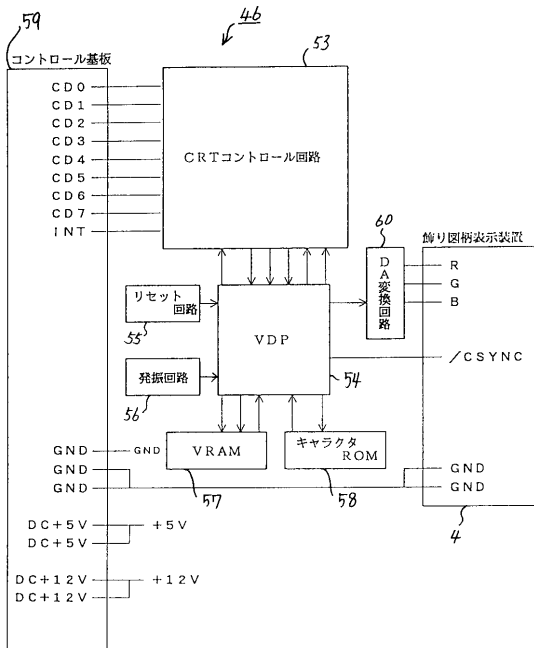 59
46
コントロール基板
53
CD0
CD1
CD2
CD3
CD4
CD5
CD6
CD7
INT
CRTコントロール回路
60
飾り図柄表示装置
DA変換回路
R
G
B
リセット
回路
55
VDP
54
/CSYNC
発振回路
56
VRAM
57
キャラクタ
ROM
58
GND
GND
GND
GND
GND
GND
4
DC+5V
+5V
DC+5V
DC+12V
+12V
DC+12V